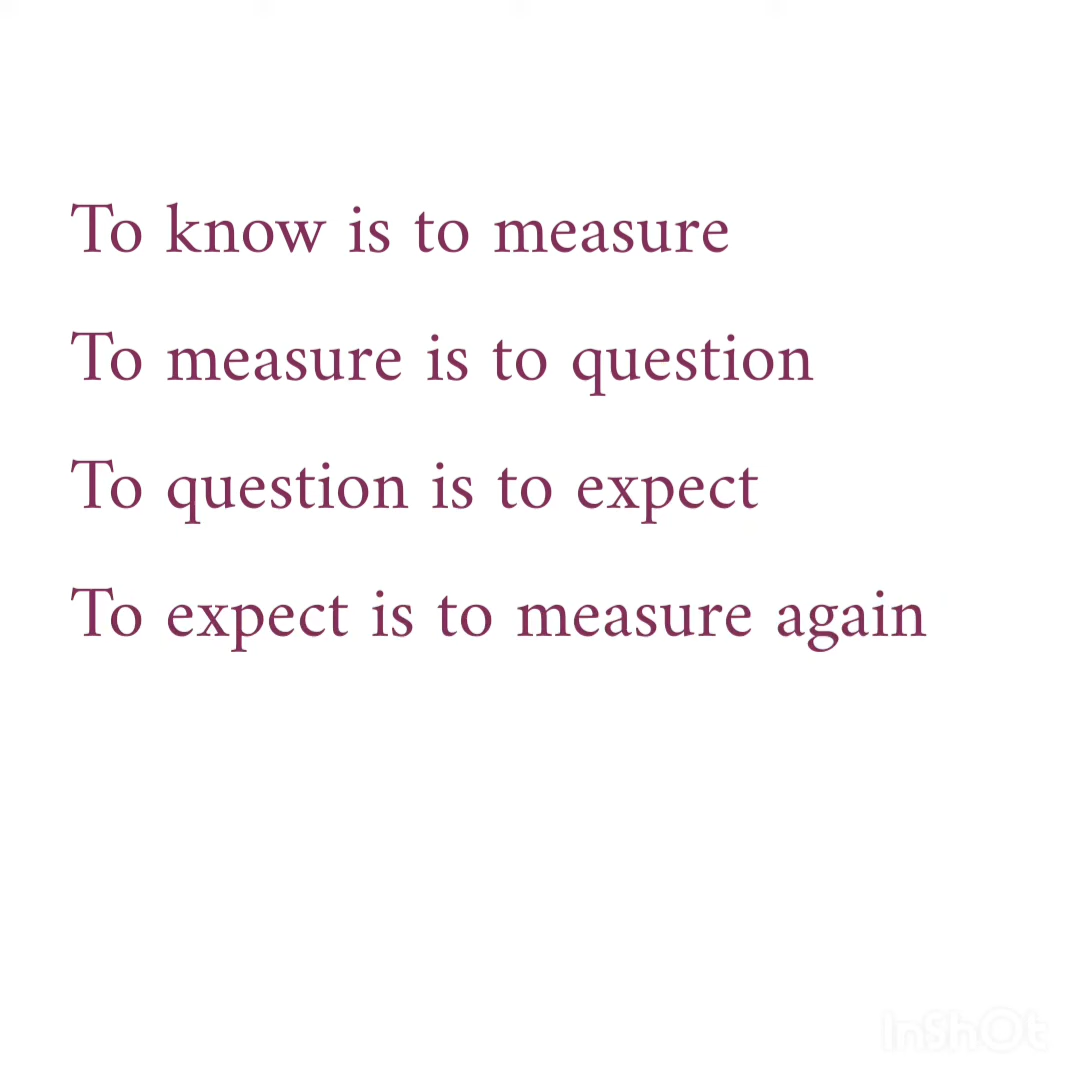 To know is to measure
To measure is to question
To question is to expect
To expect is to measure again
InShOt